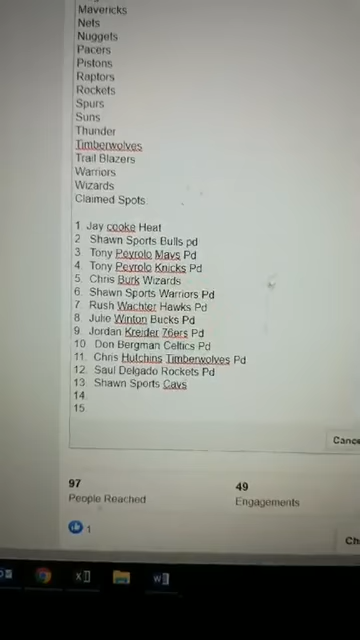 Mavericks
Nets
Nuggets
Pacers
Pistons
Raptors
Rockets
Spurs
Suns
Thunder
Timberwolves
Trail Blazers
Warriors
Wizards
Claimed Spots
1 Jay cooke Heat
2 Shawn Sports Bulls pd
3 Tony Peyrolo Mavs Pd
4 Tony Peyrolo Knicks Pd
5. Chris Burk Wizards
6. Shawn Sports Warriors Pd
7. Rush Wachter Hawks Pd
8. Julie Winton Bucks Pd
9. Jordan Kreider 76ers Pd
10. Don Bergman Celtics Pd
11. Chris Hutchins Timberwolves Pd
12. Saul Delgado Rockets Pd
13 Shawn Sports Cavs
14.
15.
97
People Reached
49
Engagements
1